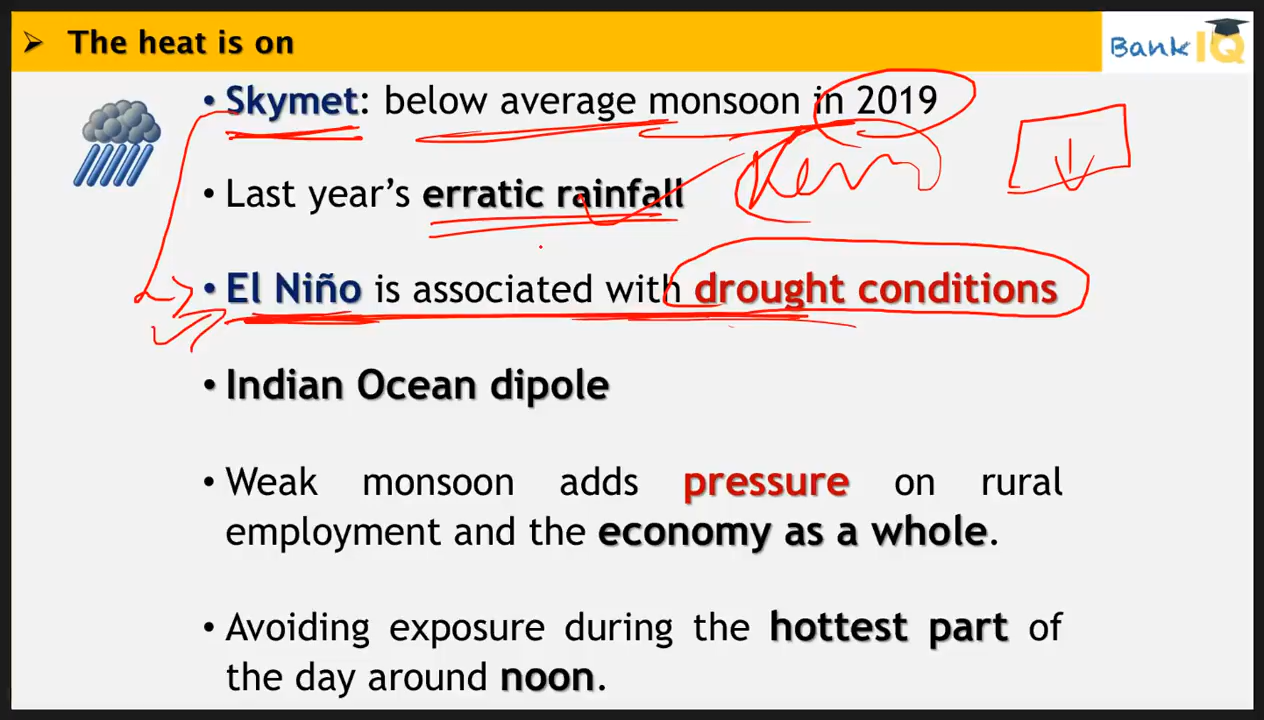 ➤ The heat is on
Bank IQ
• Skymet: below average monsoon in 2019
• Last year’s erratic rainfall
• El Niño is associated with drought conditions
• Indian Ocean dipole
• Weak monsoon adds pressure on rural
employment and the economy as a whole.
• Avoiding exposure during the hottest part of
the day around noon.